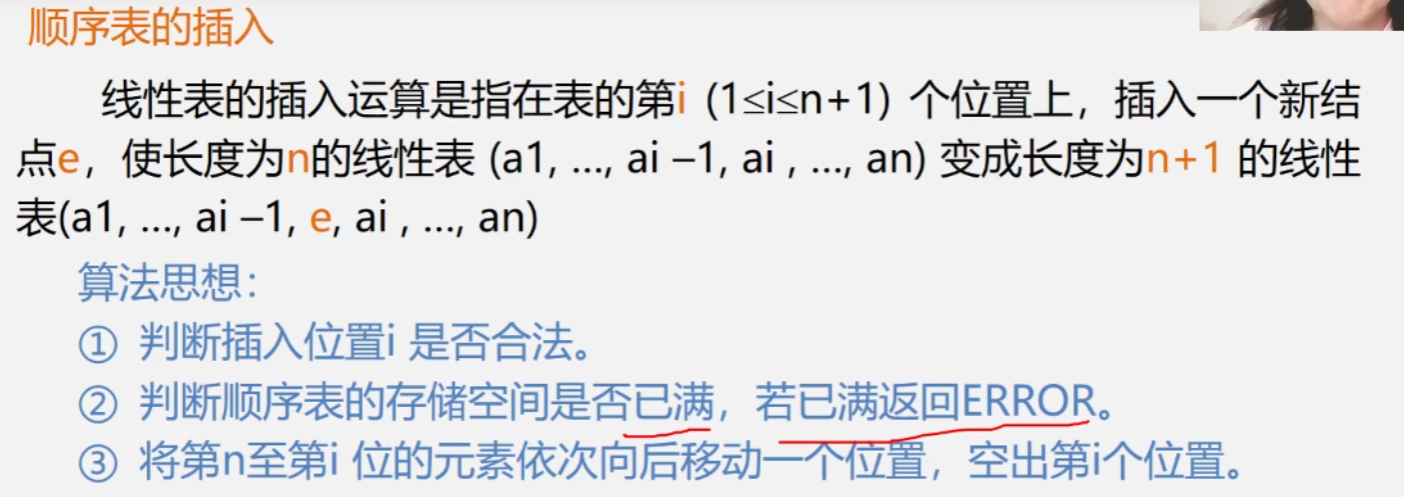 顺序表的插入
线性表的插入运算是指在表的第i (1≤i≤n+1) 个位置上，插入一个新结
点e，使长度为n的线性表 (a1, …, ai –1, ai , …, an) 变成长度为n+1 的线性
表(a1, …, ai –1, e, ai , …, an)
算法思想：
① 判断插入位置i 是否合法。
② 判断顺序表的存储空间是否已满，若已满返回ERROR。
③ 将第n至第i 位的元素依次向后移动一个位置，空出第i个位置。